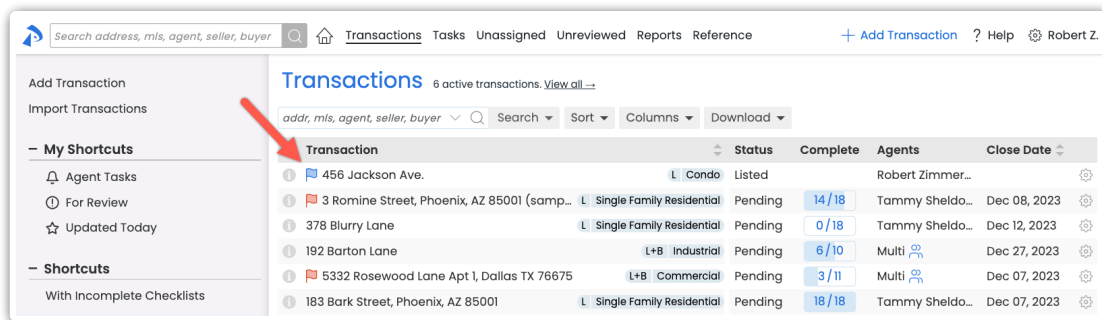 Search address, mls, agent, seller, buyer Transactions Tasks Unassigned Unreviewed Reports Reference + Add Transaction ? Help Robert Z.
Add Transaction
Import Transactions
− My Shortcuts
Agent Tasks
For Review
Updated Today
− Shortcuts
With Incomplete Checklists
Transactions 6 active transactions. View all →
addr, mls, agent, seller, buyer Search Sort Columns Download
Transaction Status Complete Agents Close Date
456 Jackson Ave. L Condo Listed Robert Zimmer...
3 Romine Street, Phoenix, AZ 85001 (samp... L Single Family Residential Pending 14/18 Tammy Sheldo... Dec 08, 2023
378 Blurry Lane L Single Family Residential Pending 0/18 Tammy Sheldo... Dec 12, 2023
192 Barton Lane L+B Industrial Pending 6/10 Multi Dec 27, 2023
5332 Rosewood Lane Apt 1, Dallas TX 76675 L+B Commercial Pending 3/11 Multi Dec 07, 2023
183 Bark Street, Phoenix, AZ 85001 L Single Family Residential Pending 18/18 Tammy Sheldo... Dec 07, 2023